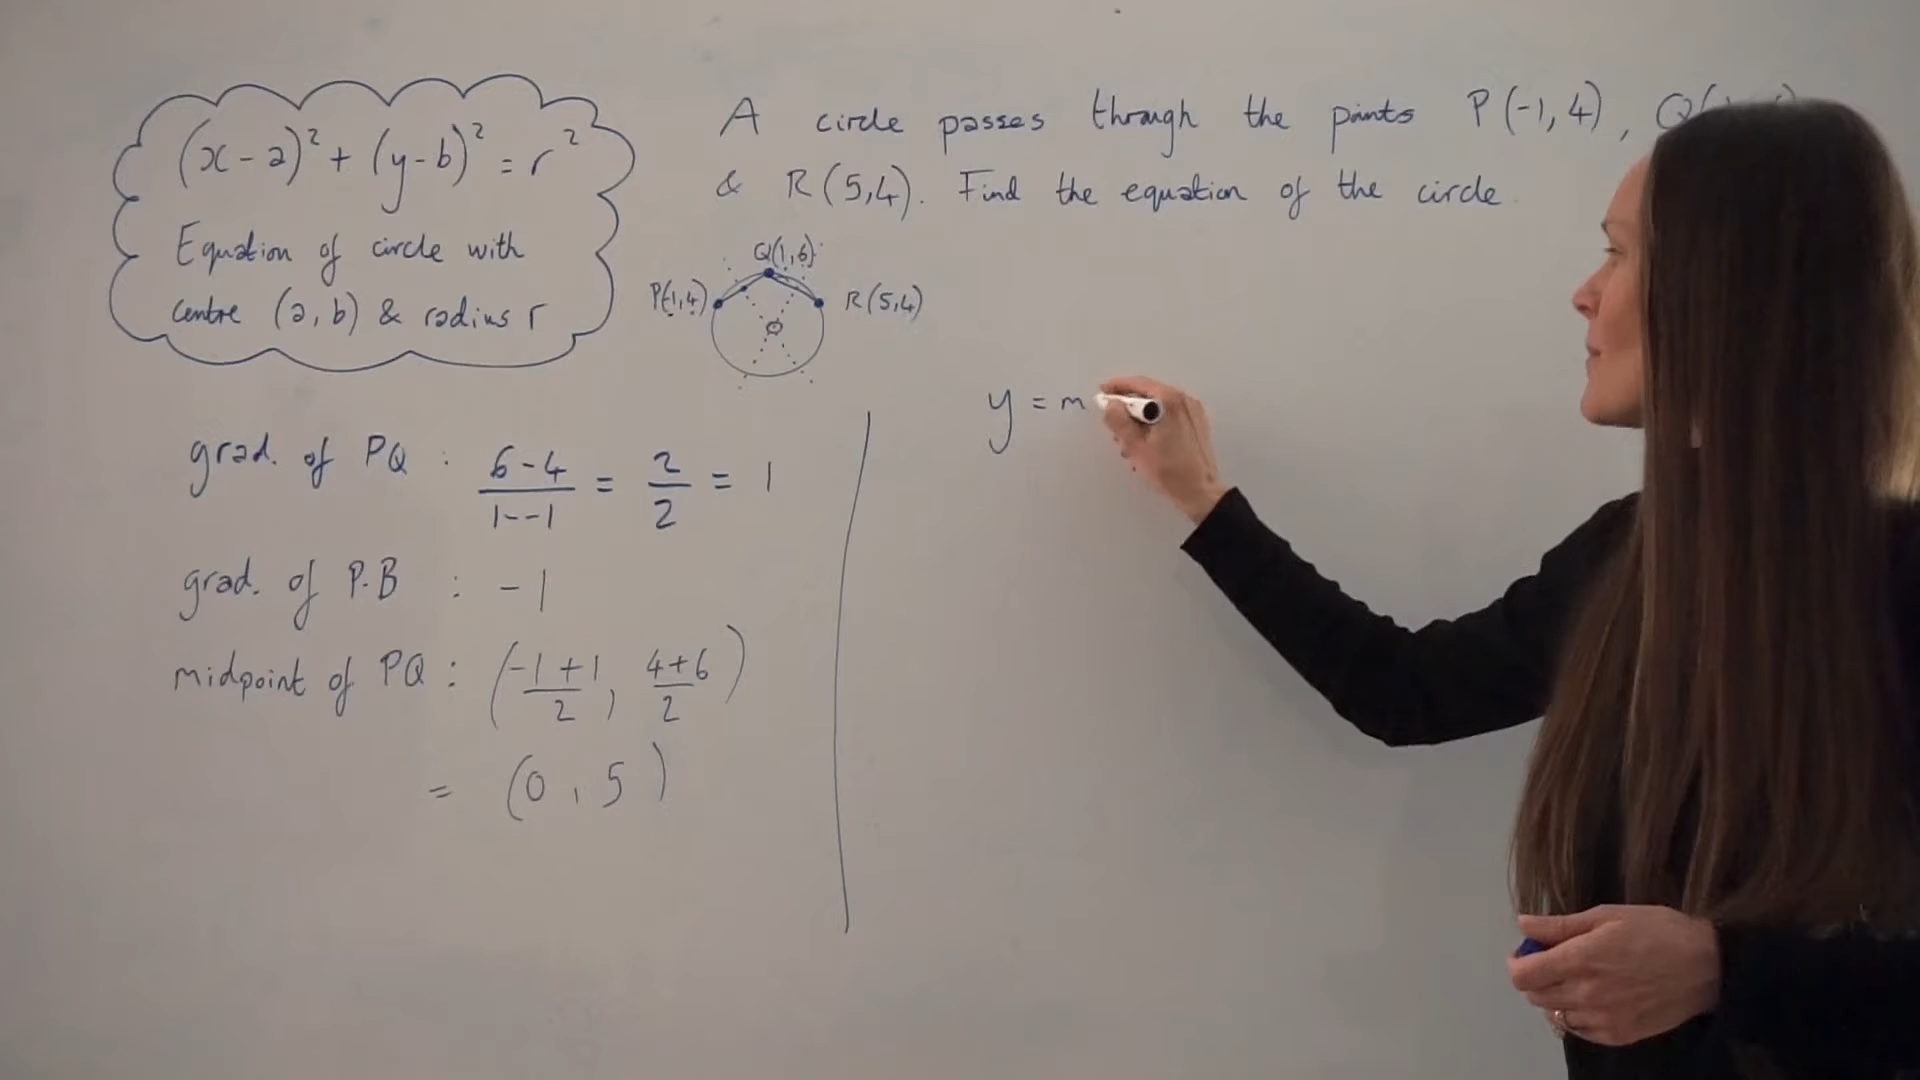 (x-a)² + (y-b)² = r²
Equation of circle with
centre (a, b) & radius r
A circle passes through the points P(-1, 4), Q(
& R(5,4). Find the equation of the circle.
Q(1,6)
P(-1,4)
R(5,4)
grad. of PQ : 6-4/1--1 = 2/2 = 1
grad. of P.B : -1
midpoint of PQ : (-1+1/2, 4+6/2)
= (0, 5)
y = m